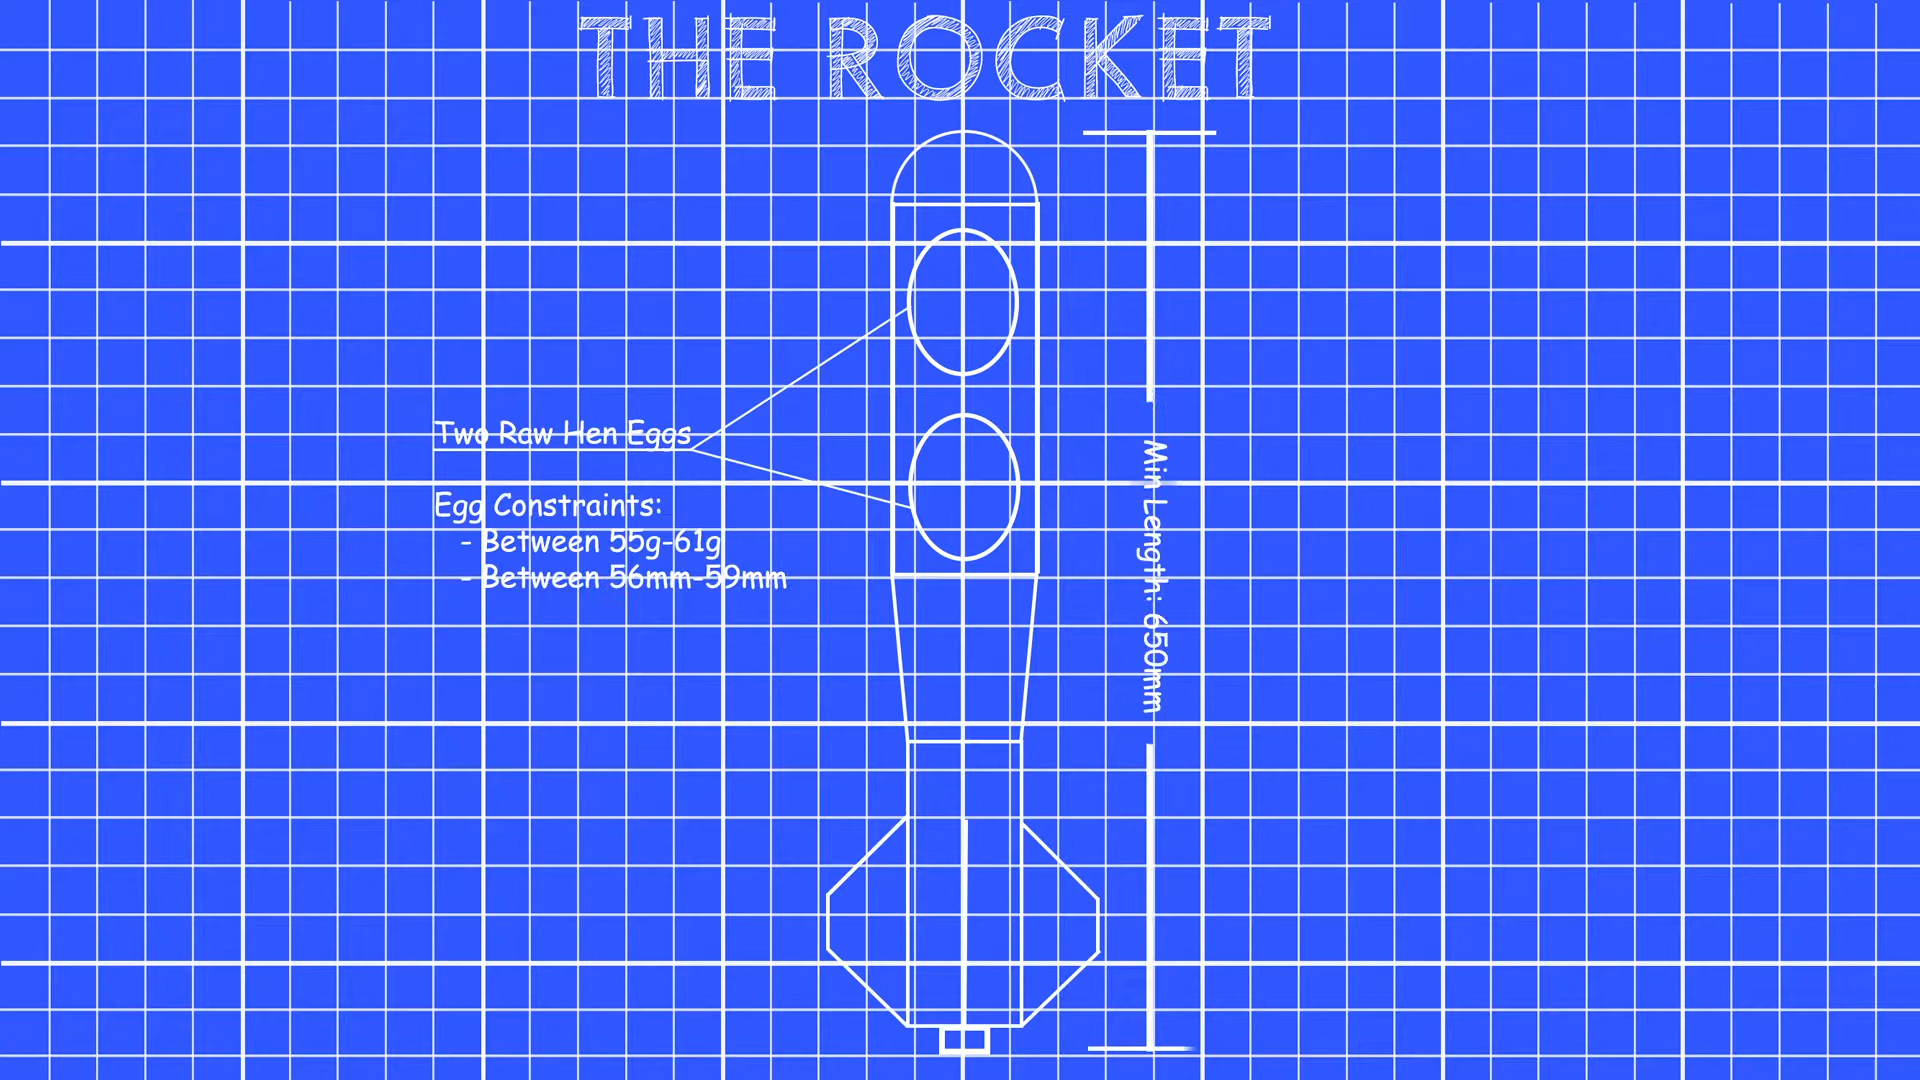 THE ROCKET
Two Raw Hen Eggs
Egg Constraints:
- Between 55g-61g
- Between 56mm-59mm
Min Length: 650mm